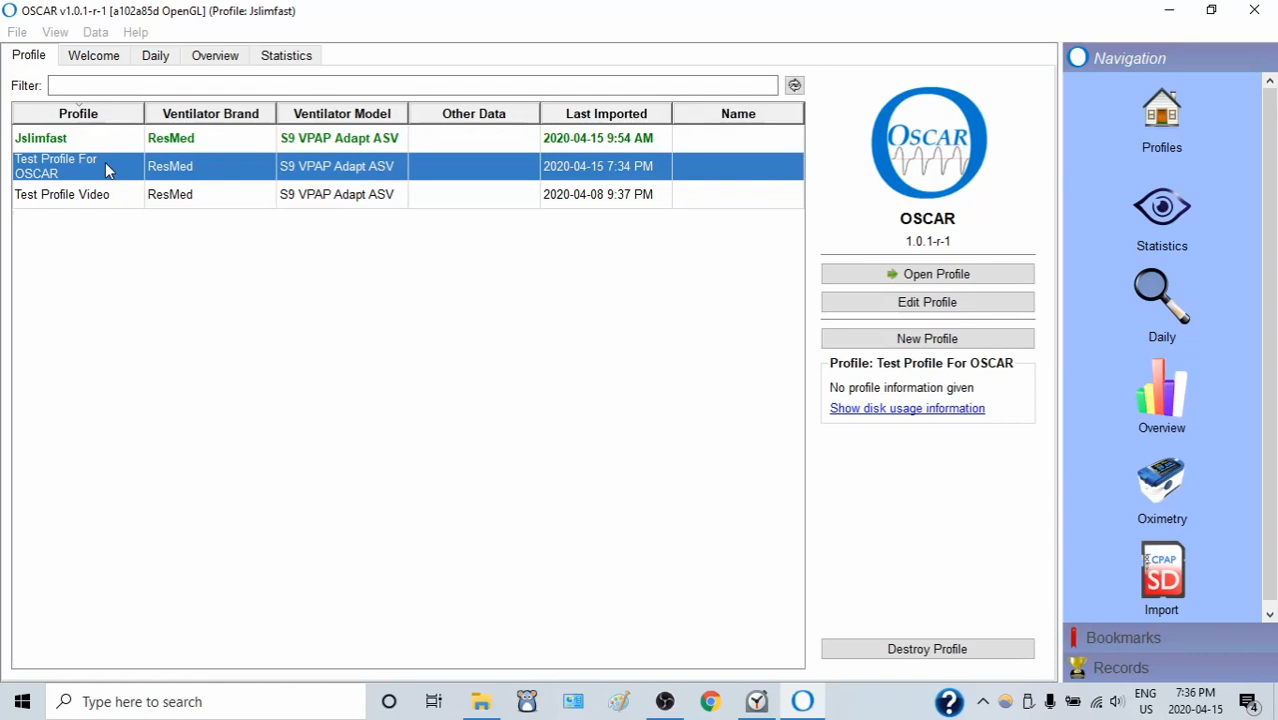 OSCAR v1.0.1-r-1 [a102a85d OpenGL] (Profile: Jslimfast)
File View Data Help
Profile Welcome Daily Overview Statistics
Filter:
Profile Ventilator Brand Ventilator Model Other Data Last Imported Name
Jslimfast ResMed S9 VPAP Adapt ASV 2020-04-15 9:54 AM
Test Profile For
OSCAR ResMed S9 VPAP Adapt ASV 2020-04-15 7:34 PM
Test Profile Video ResMed S9 VPAP Adapt ASV 2020-04-08 9:37 PM
OSCAR
OSCAR
1.0.1-r-1
Open Profile
Edit Profile
New Profile
Profile: Test Profile For OSCAR
No profile information given
Show disk usage information
Destroy Profile
Navigation
Profiles
Statistics
Daily
Overview
Oximetry
CPAP
SD
Import
Bookmarks
Records
Type here to search
ENG
US
7:36 PM
2020-04-15
4